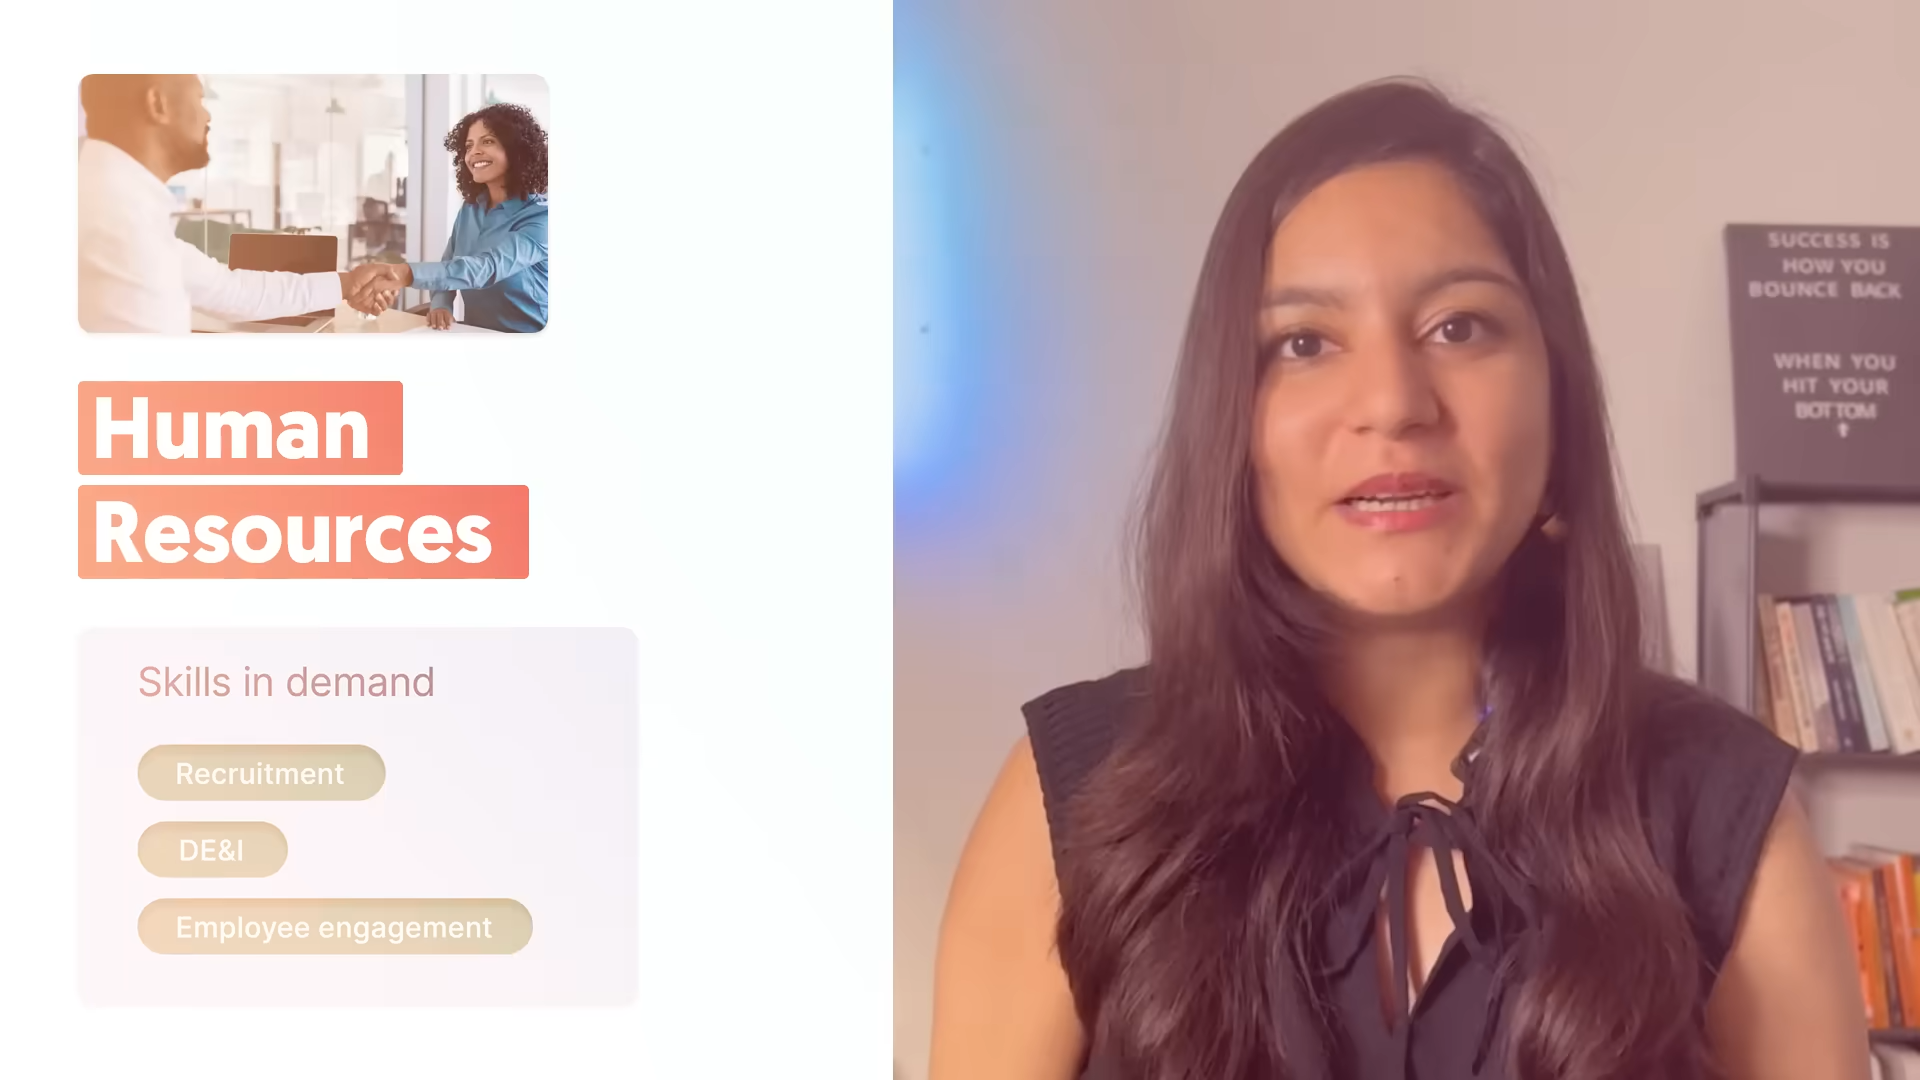 Human
Resources
Skills in demand
Recruitment
DE&I
Employee engagement
SUCCESS IS
HOW YOU
BOUNCE BACK
WHEN YOU
HIT YOUR
BOTTOM